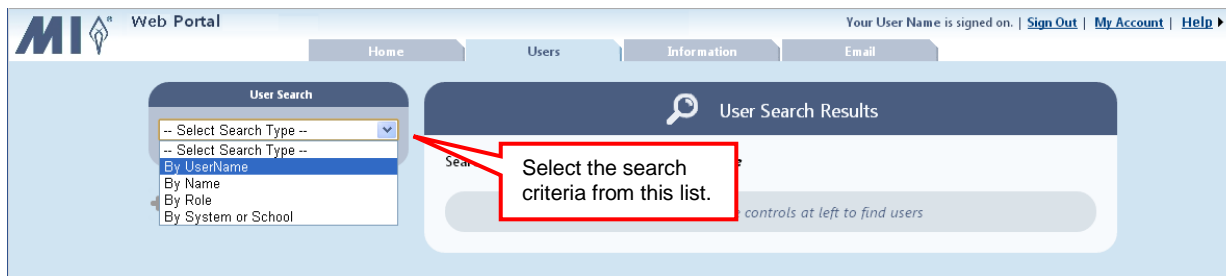 MI® Web Portal
Your User Name is signed on. | Sign Out | My Account | Help
Home Users Information Email
User Search
-- Select Search Type --
-- Select Search Type --
By UserName
By Name
By Role
By System or School
User Search Results
Select the search
criteria from this list.
controls at left to find users